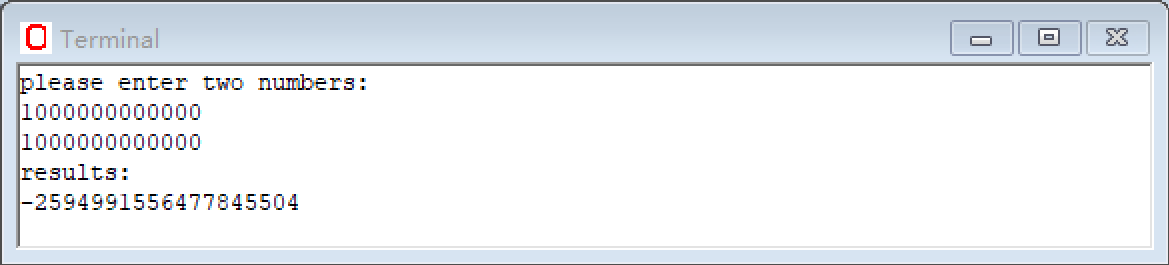 Terminal
please enter two numbers:
1000000000000
1000000000000
results:
-2594991556477845504